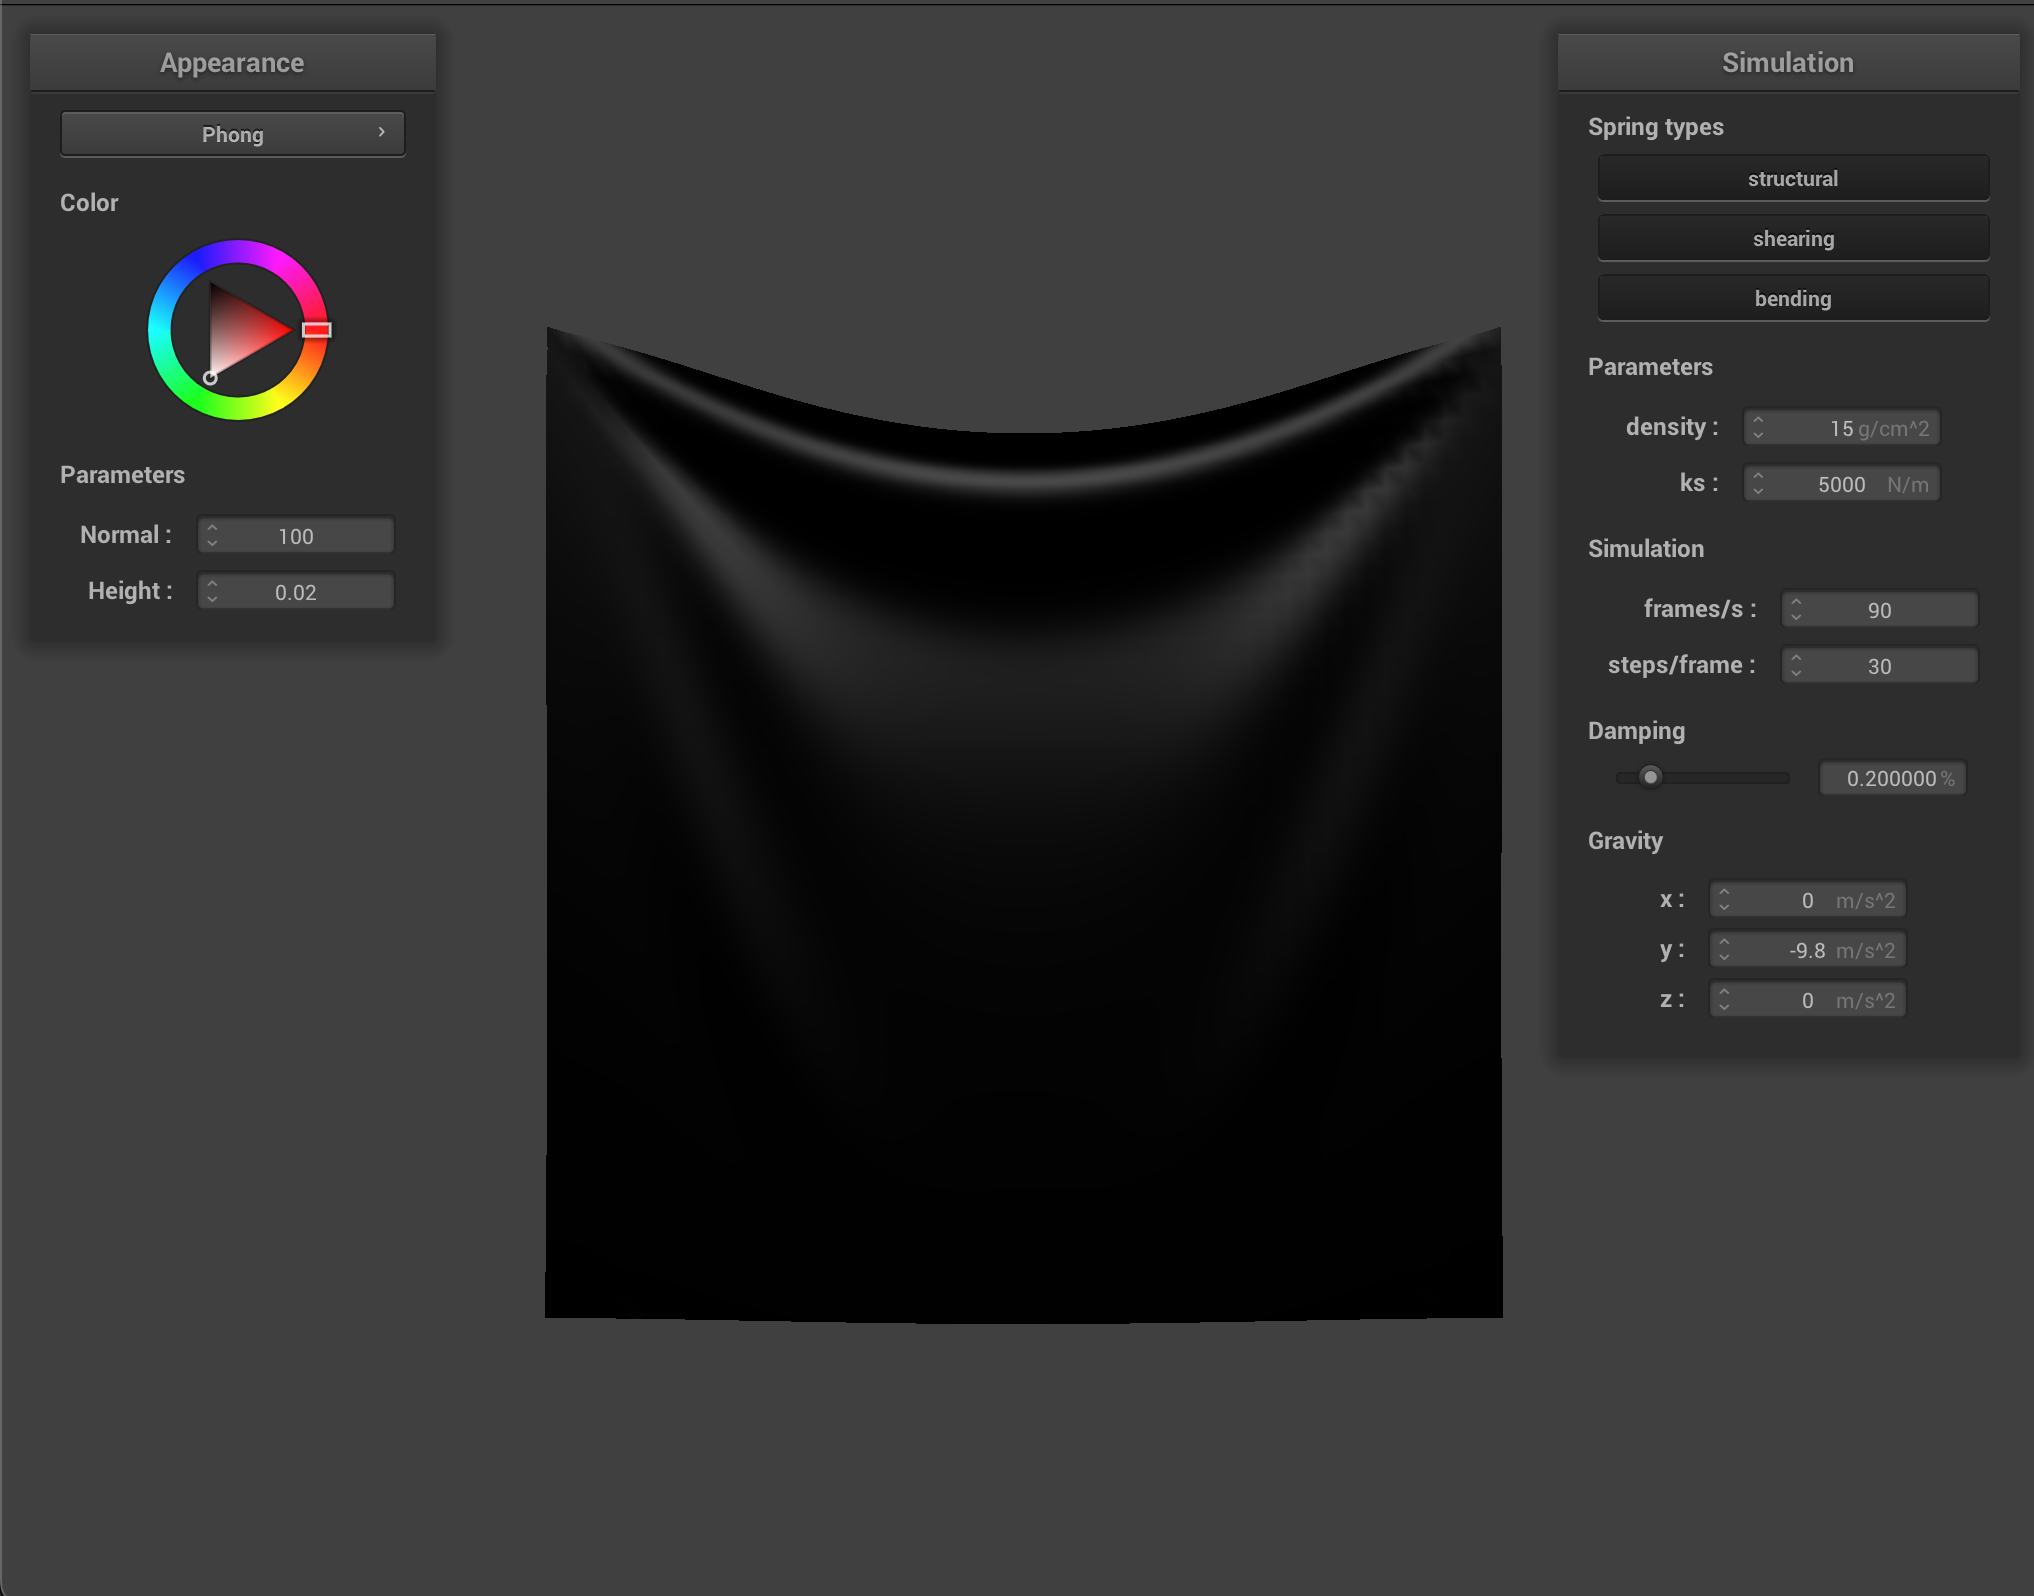 Appearance
Phong
Color
Parameters
Normal : 100
Height : 0.02
Simulation
Spring types
structural
shearing
bending
Parameters
density : 15 g/cm^2
ks : 5000 N/m
Simulation
frames/s : 90
steps/frame : 30
Damping
0.200000 %
Gravity
x : 0 m/s^2
y : -9.8 m/s^2
z : 0 m/s^2